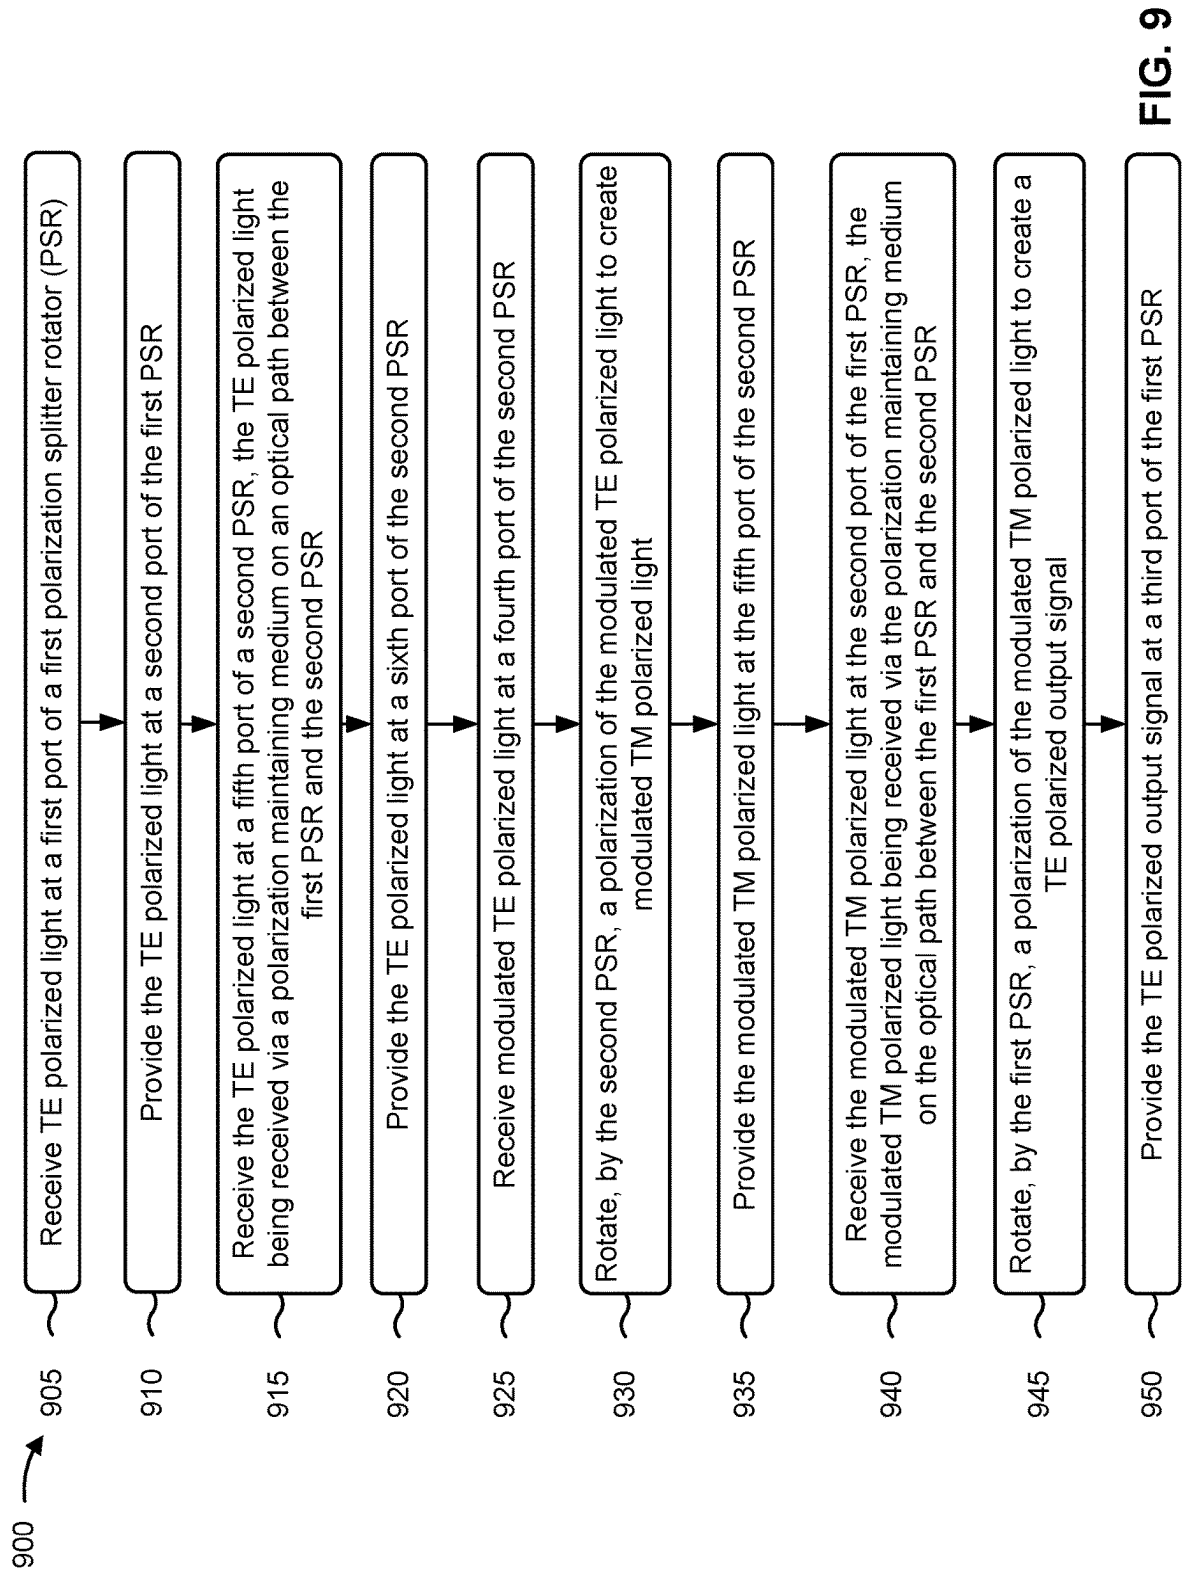 900
905
Receive TE polarized light at a first port of a first polarization splitter rotator (PSR)
910
Provide the TE polarized light at a second port of the first PSR
915
Receive the TE polarized light at a fifth port of a second PSR, the TE polarized light
being received via a polarization maintaining medium on an optical path between the
first PSR and the second PSR
920
Provide the TE polarized light at a sixth port of the second PSR
925
Receive modulated TE polarized light at a fourth port of the second PSR
930
Rotate, by the second PSR, a polarization of the modulated TE polarized light to create
modulated TM polarized light
935
Provide the modulated TM polarized light at the fifth port of the second PSR
940
Receive the modulated TM polarized light at the second port of the first PSR, the
modulated TM polarized light being received via the polarization maintaining medium
on the optical path between the first PSR and the second PSR
945
Rotate, by the first PSR, a polarization of the modulated TM polarized light to create a
TE polarized output signal
950
Provide the TE polarized output signal at a third port of the first PSR
FIG. 9